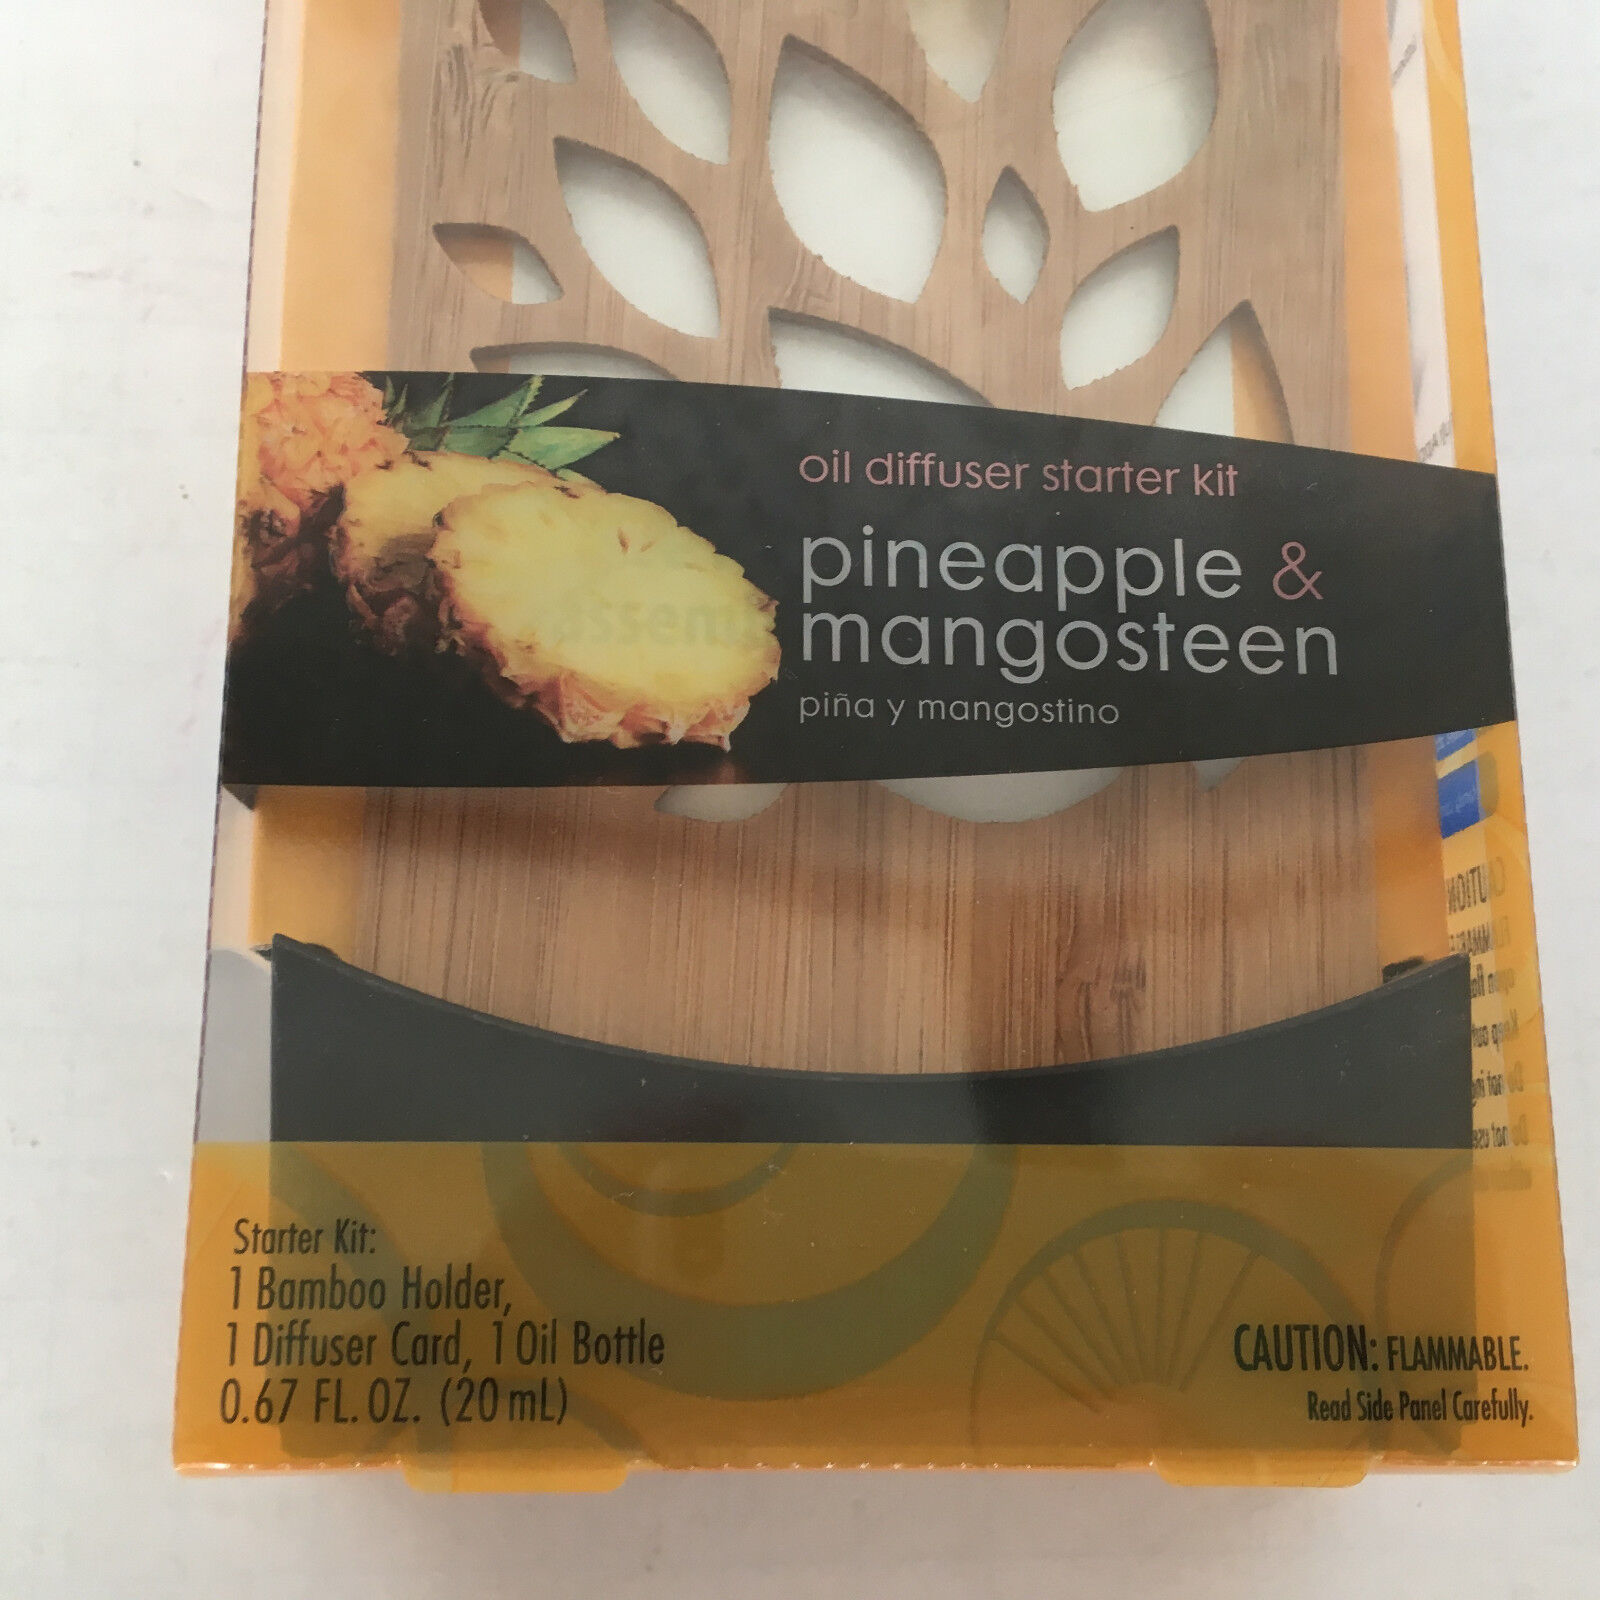 oil diffuser starter kit
pineapple &
mangosteen
piña y mangostino
Starter Kit:
1 Bamboo Holder,
1 Diffuser Card, 1 Oil Bottle
0.67 FL. OZ. (20 mL)
CAUTION: FLAMMABLE.
Read Side Panel Carefully.